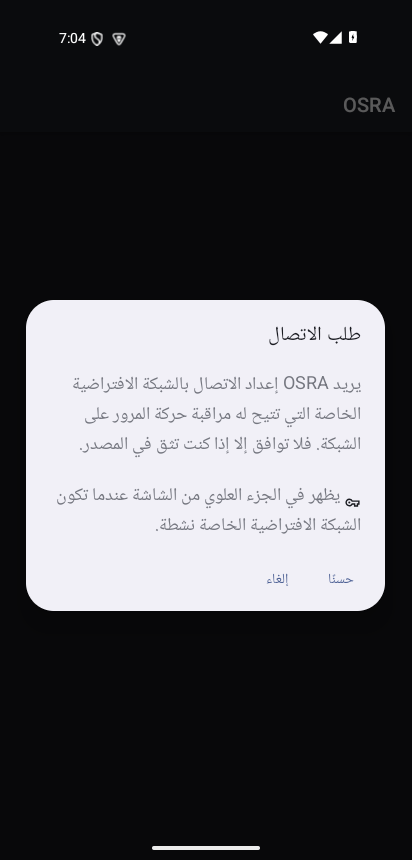 7:04
OSRA
طلب الاتصال
يريد OSRA إعداد الاتصال بالشبكة الافتراضية
الخاصة التي تتيح له مراقبة حركة المرور على
الشبكة. فلا توافق إلا إذا كنت تثق في المصدر.
يظهر في الجزء العلوي من الشاشة عندما تكون
الشبكة الافتراضية الخاصة نشطة.
حسنًا
إلغاء